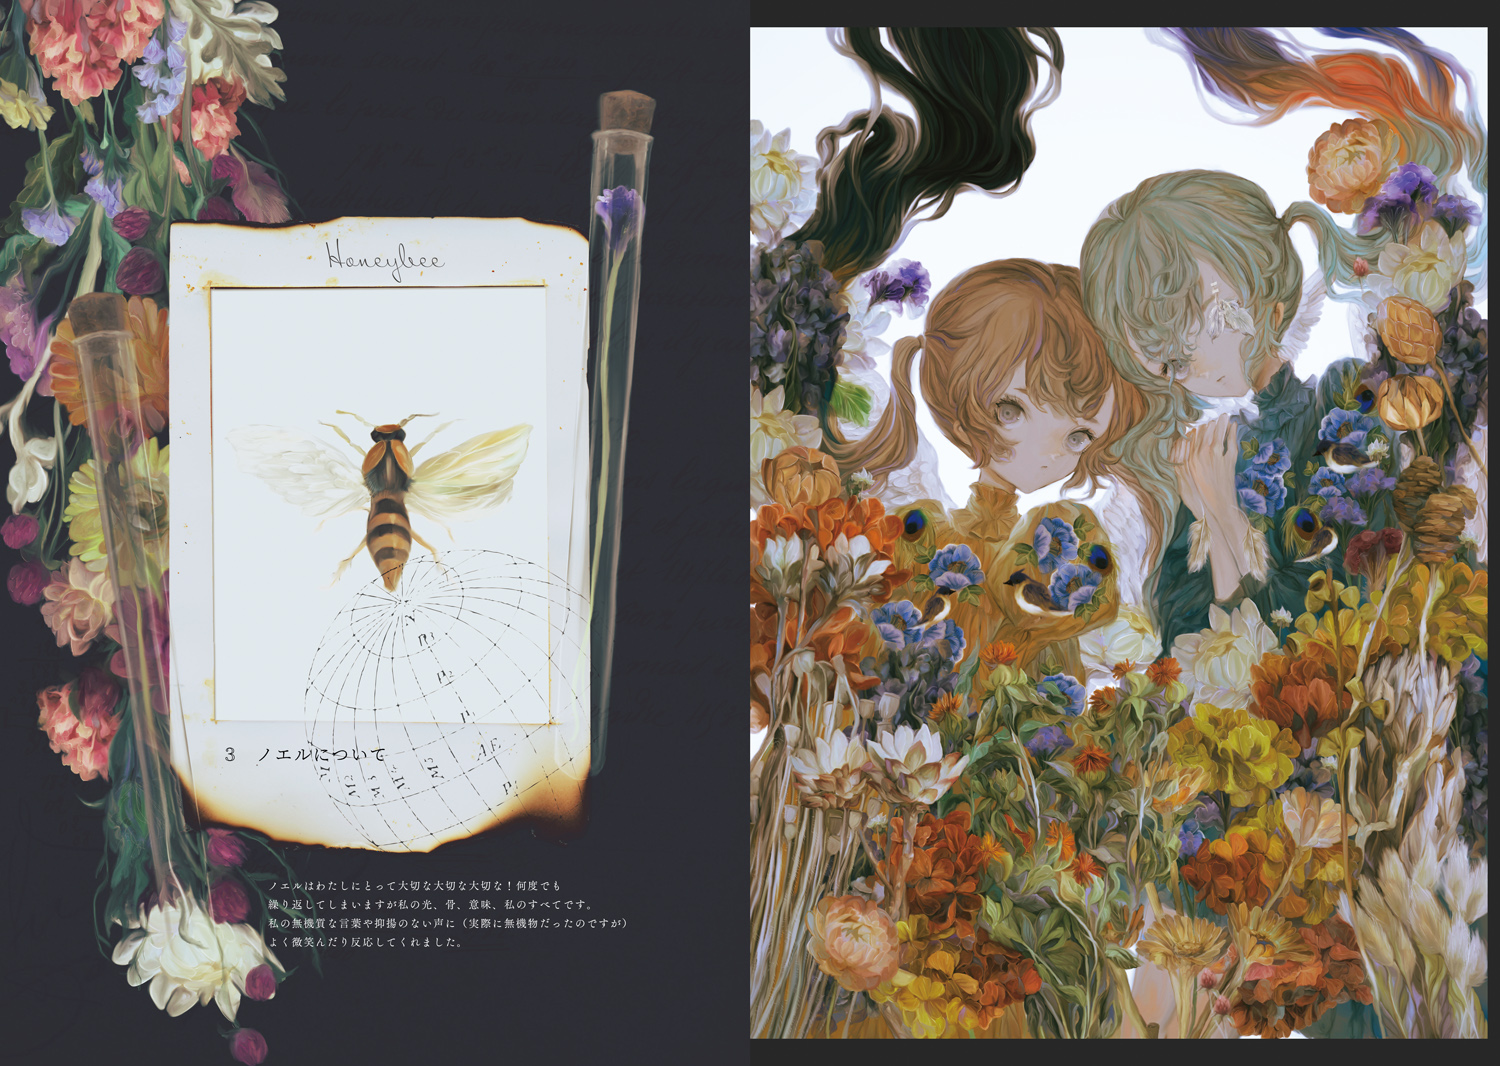 Honeybee
N
P1
P2
P
AE
P
3 ノエルについて
ノエルはわたしにとって大切な大切な大切な！何度でも
繰り返してしまいますが私の光、骨、意味、私のすべてです。
私の無機質な言葉や抑揚のない声に（実際に無機物だったのですが）
よく微笑んだり反応してくれました。